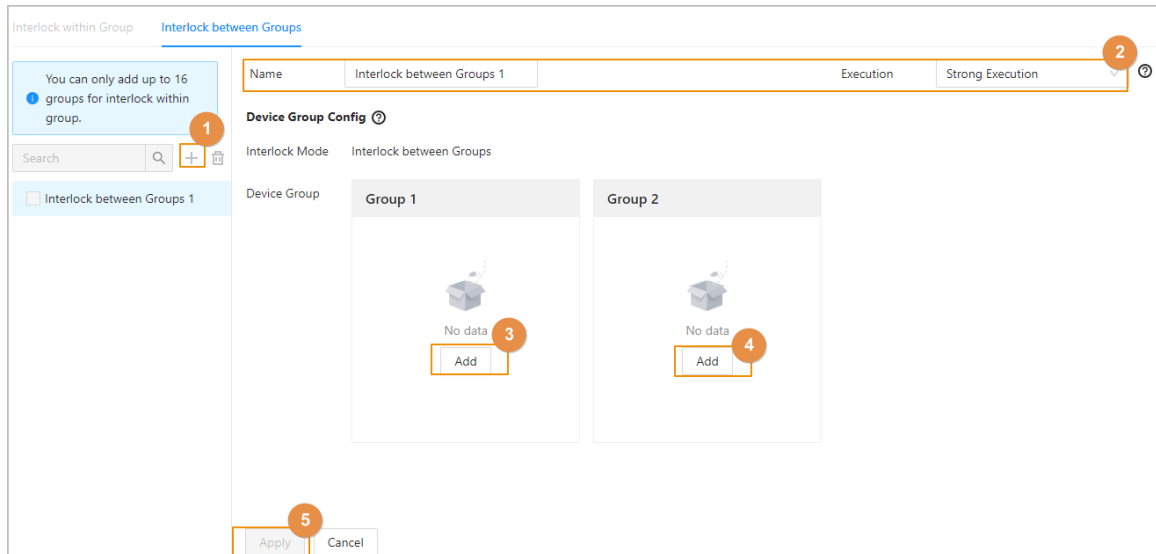 Interlock within Group
Interlock between Groups
You can only add up to 16
groups for interlock within
group.
1
Search
Interlock between Groups 1
Name
Interlock between Groups 1
Execution
Strong Execution
2
Device Group Config
Interlock Mode
Interlock between Groups
Device Group
Group 1
Group 2
No data
3
Add
No data
4
Add
5
Apply
Cancel